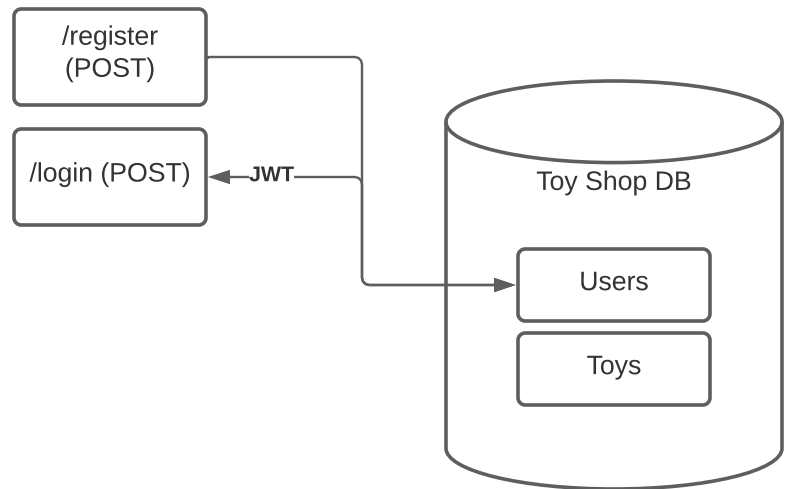 /register
(POST)
/login (POST)
JWT
Toy Shop DB
Users
Toys